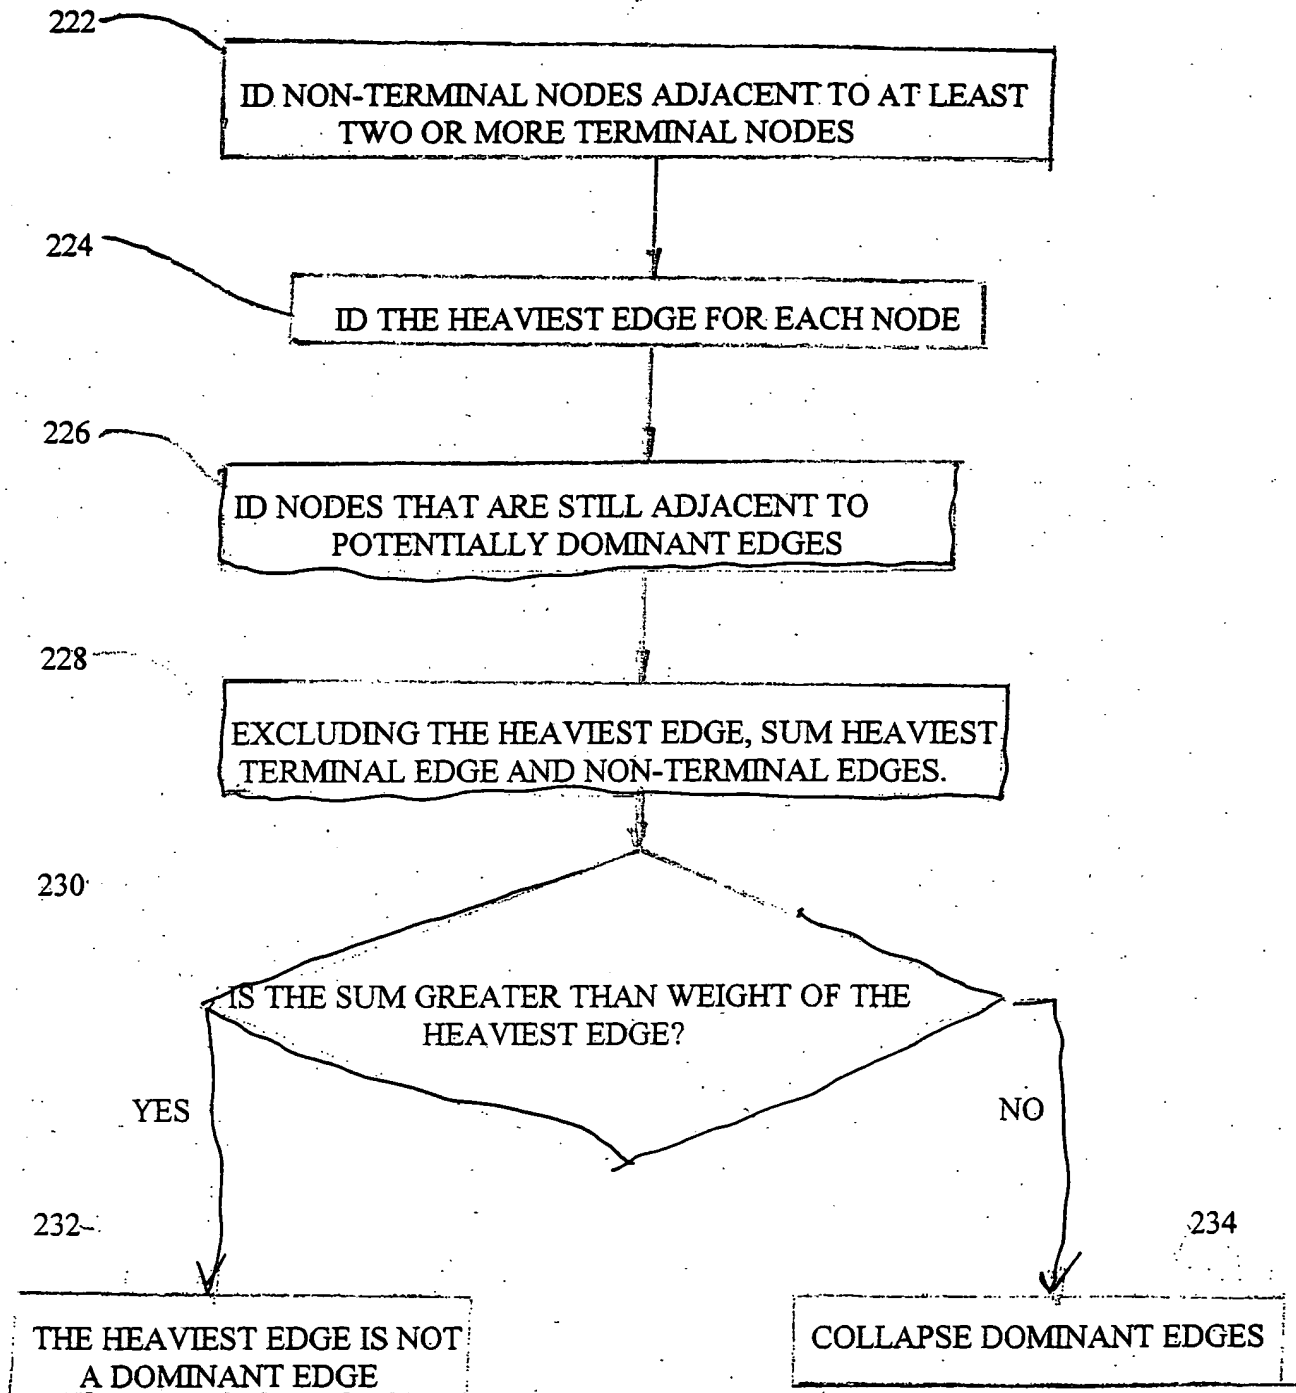 222
ID NON-TERMINAL NODES ADJACENT TO AT LEAST
TWO OR MORE TERMINAL NODES
224
ID THE HEAVIEST EDGE FOR EACH NODE
226
ID NODES THAT ARE STILL ADJACENT TO
POTENTIALLY DOMINANT EDGES
228
EXCLUDING THE HEAVIEST EDGE, SUM HEAVIEST
TERMINAL EDGE AND NON-TERMINAL EDGES.
230
IS THE SUM GREATER THAN WEIGHT OF THE
HEAVIEST EDGE?
YES
NO
232
234
THE HEAVIEST EDGE IS NOT
A DOMINANT EDGE
COLLAPSE DOMINANT EDGES